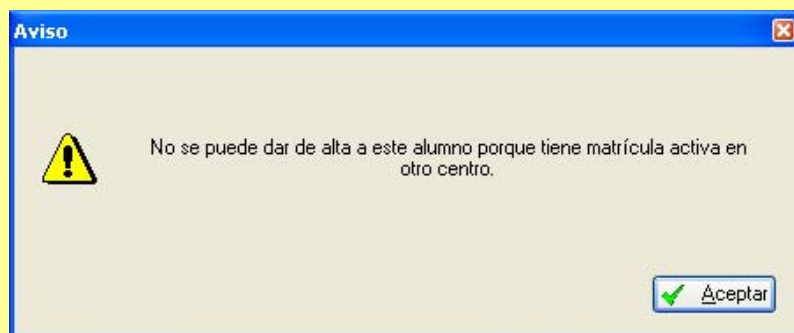 Aviso
No se puede dar de alta a este alumno porque tiene matrícula activa en
otro centro.
Aceptar